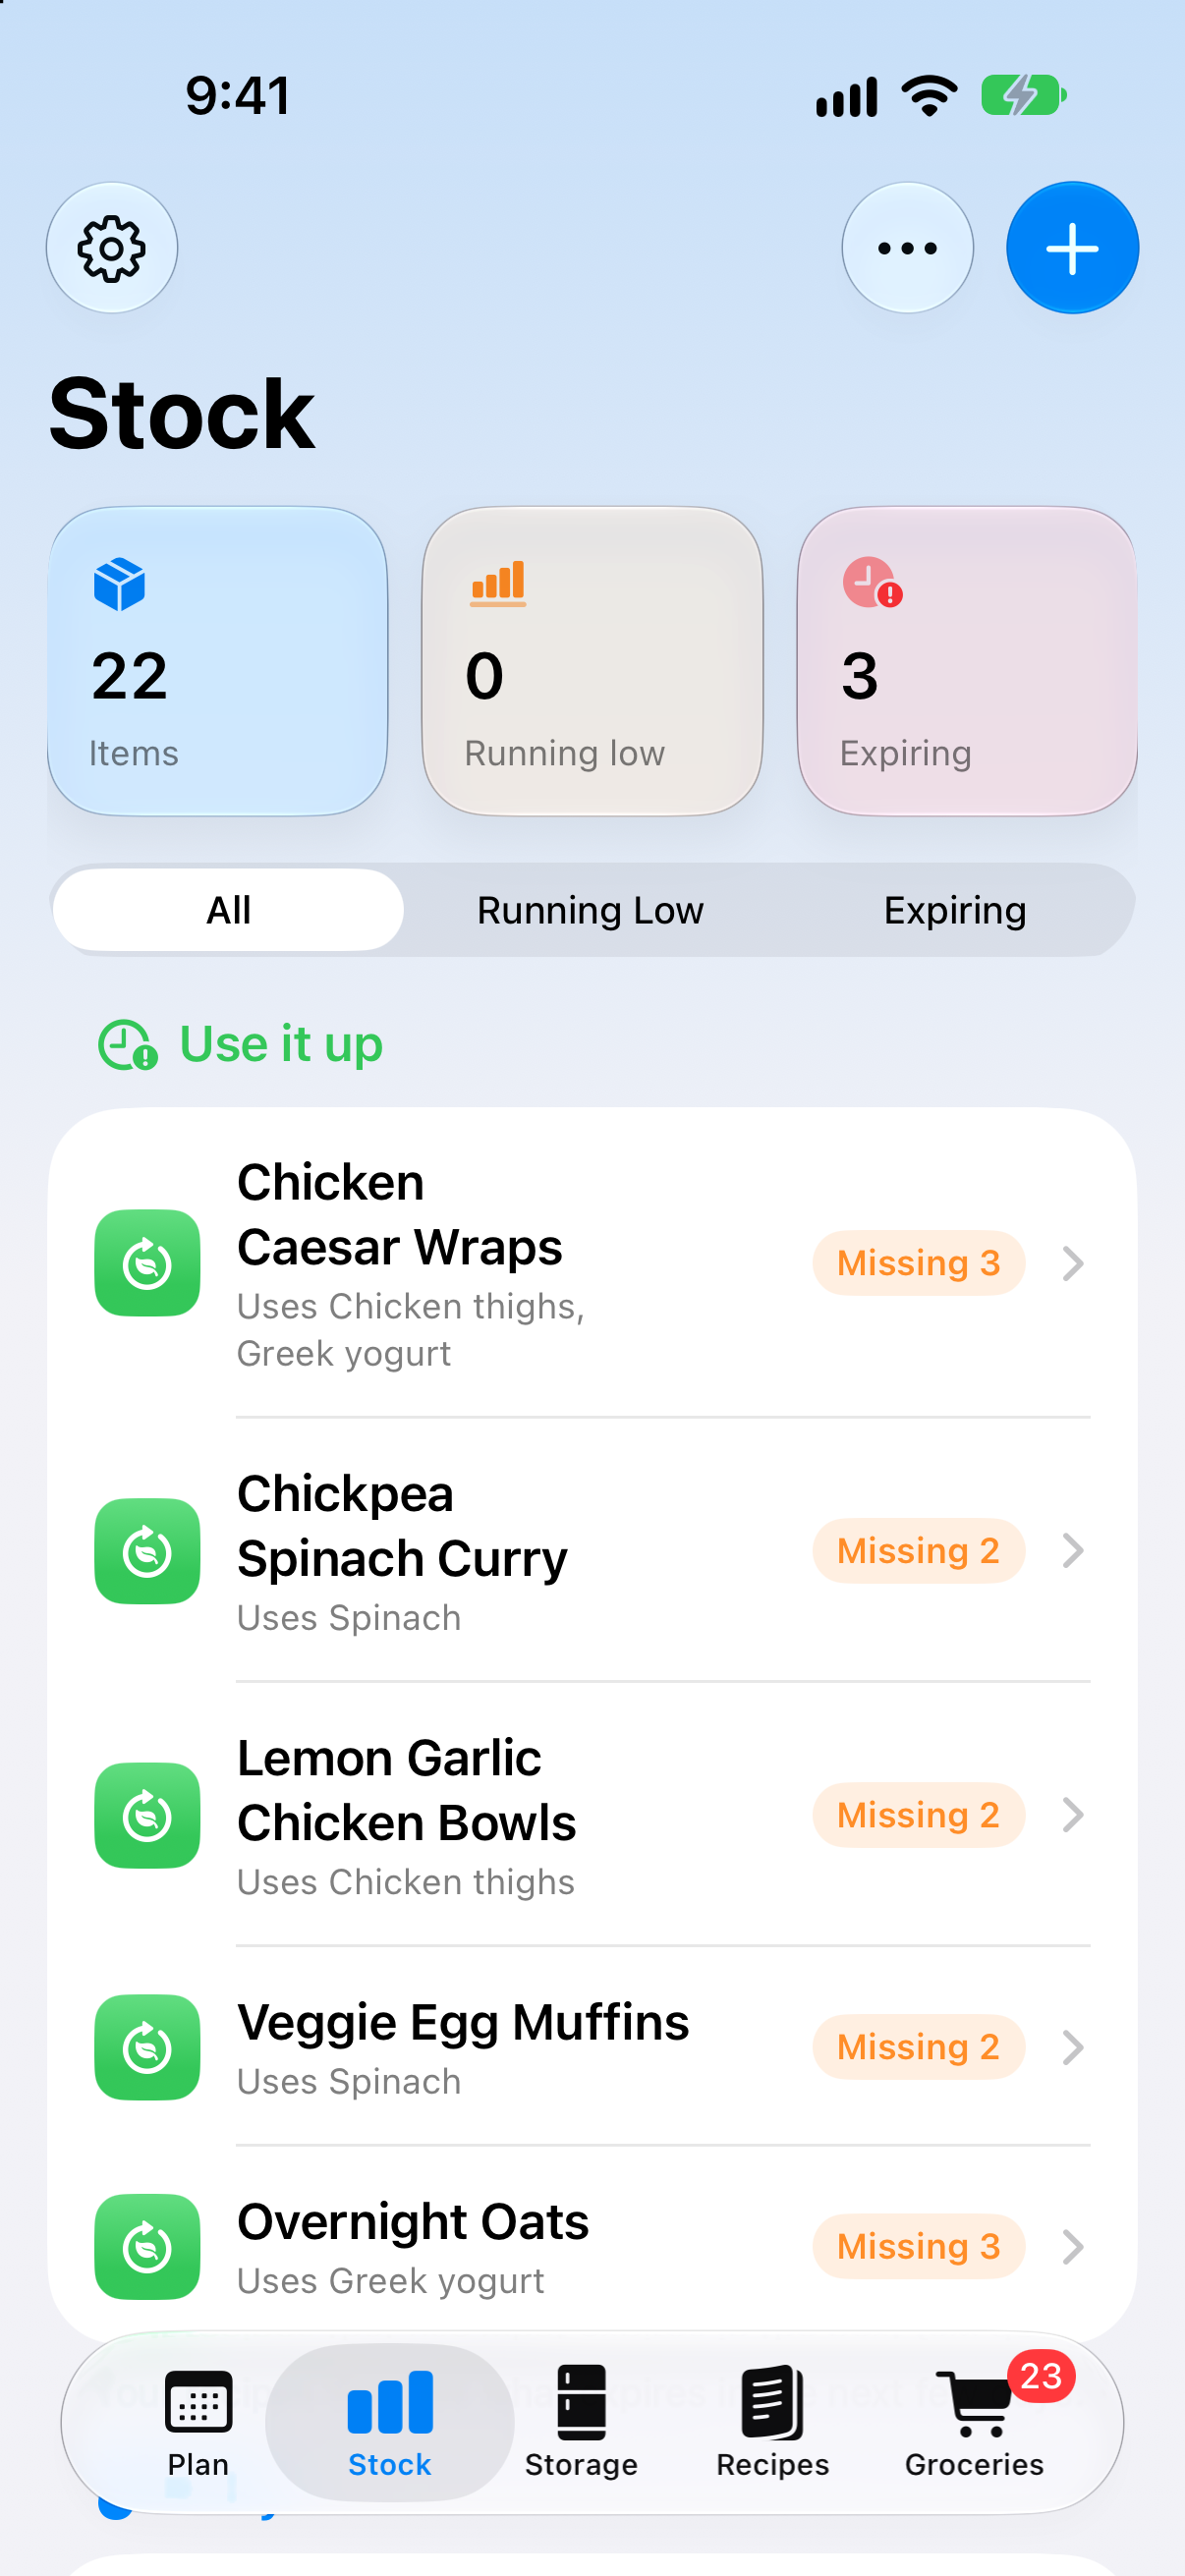 9:41
Stock
22
Items
0
Running low
3
Expiring
All
Running Low
Expiring
Use it up
Chicken
Caesar Wraps
Uses Chicken thighs,
Greek yogurt
Missing 3
Chickpea
Spinach Curry
Uses Spinach
Missing 2
Lemon Garlic
Chicken Bowls
Uses Chicken thighs
Missing 2
Veggie Egg Muffins
Uses Spinach
Missing 2
Overnight Oats
Uses Greek yogurt
Missing 3
23
Plan
Stock
Storage
Recipes
Groceries